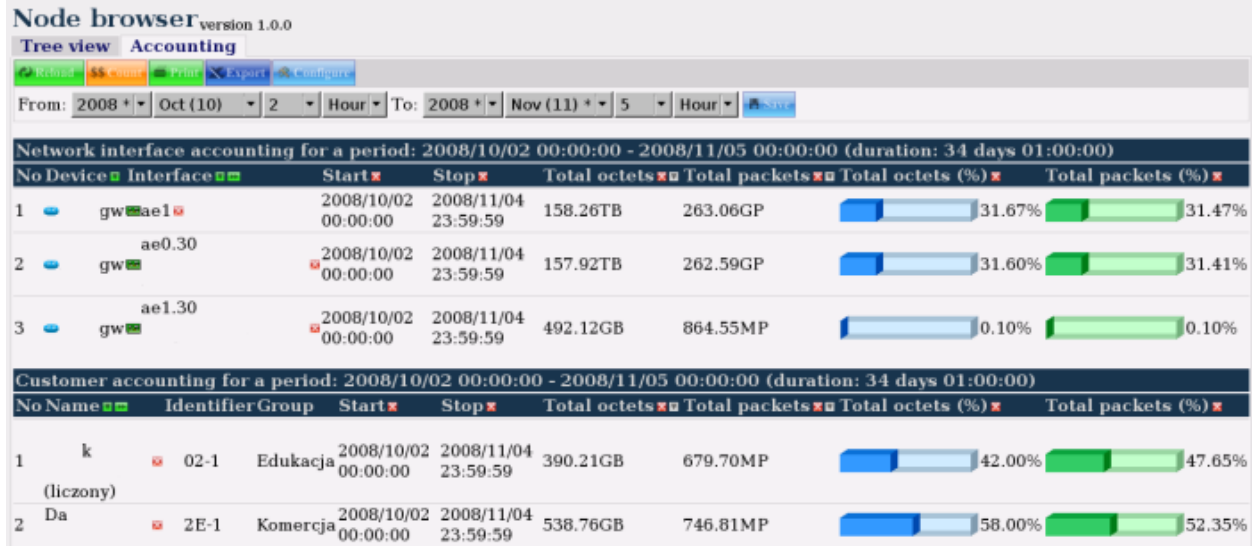 Node browser version 1.0.0
Tree view Accounting
Reload $$ Count Print Export Configure
From: 2008 * Oct (10) 2 Hour To: 2008 * Nov (11) * 5 Hour Save
Network interface accounting for a period: 2008/10/02 00:00:00 - 2008/11/05 00:00:00 (duration: 34 days 01:00:00)
No Device Interface Start Stop Total octets Total packets Total octets (%) Total packets (%)
1 gw ae1 2008/10/02 00:00:00 2008/11/04 23:59:59 158.26TB 263.06GP 31.67% 31.47%
ae0.30
2 gw 2008/10/02 00:00:00 2008/11/04 23:59:59 157.92TB 262.59GP 31.60% 31.41%
ae1.30
3 gw 2008/10/02 00:00:00 2008/11/04 23:59:59 492.12GB 864.55MP 0.10% 0.10%
Customer accounting for a period: 2008/10/02 00:00:00 - 2008/11/05 00:00:00 (duration: 34 days 01:00:00)
No Name Identifier Group Start Stop Total octets Total packets Total octets (%) Total packets (%)
1 k 02-1 Edukacja 2008/10/02 00:00:00 2008/11/04 23:59:59 390.21GB 679.70MP 42.00% 47.65%
(liczony)
2 Da 2E-1 Komercja 2008/10/02 00:00:00 2008/11/04 23:59:59 538.76GB 746.81MP 58.00% 52.35%